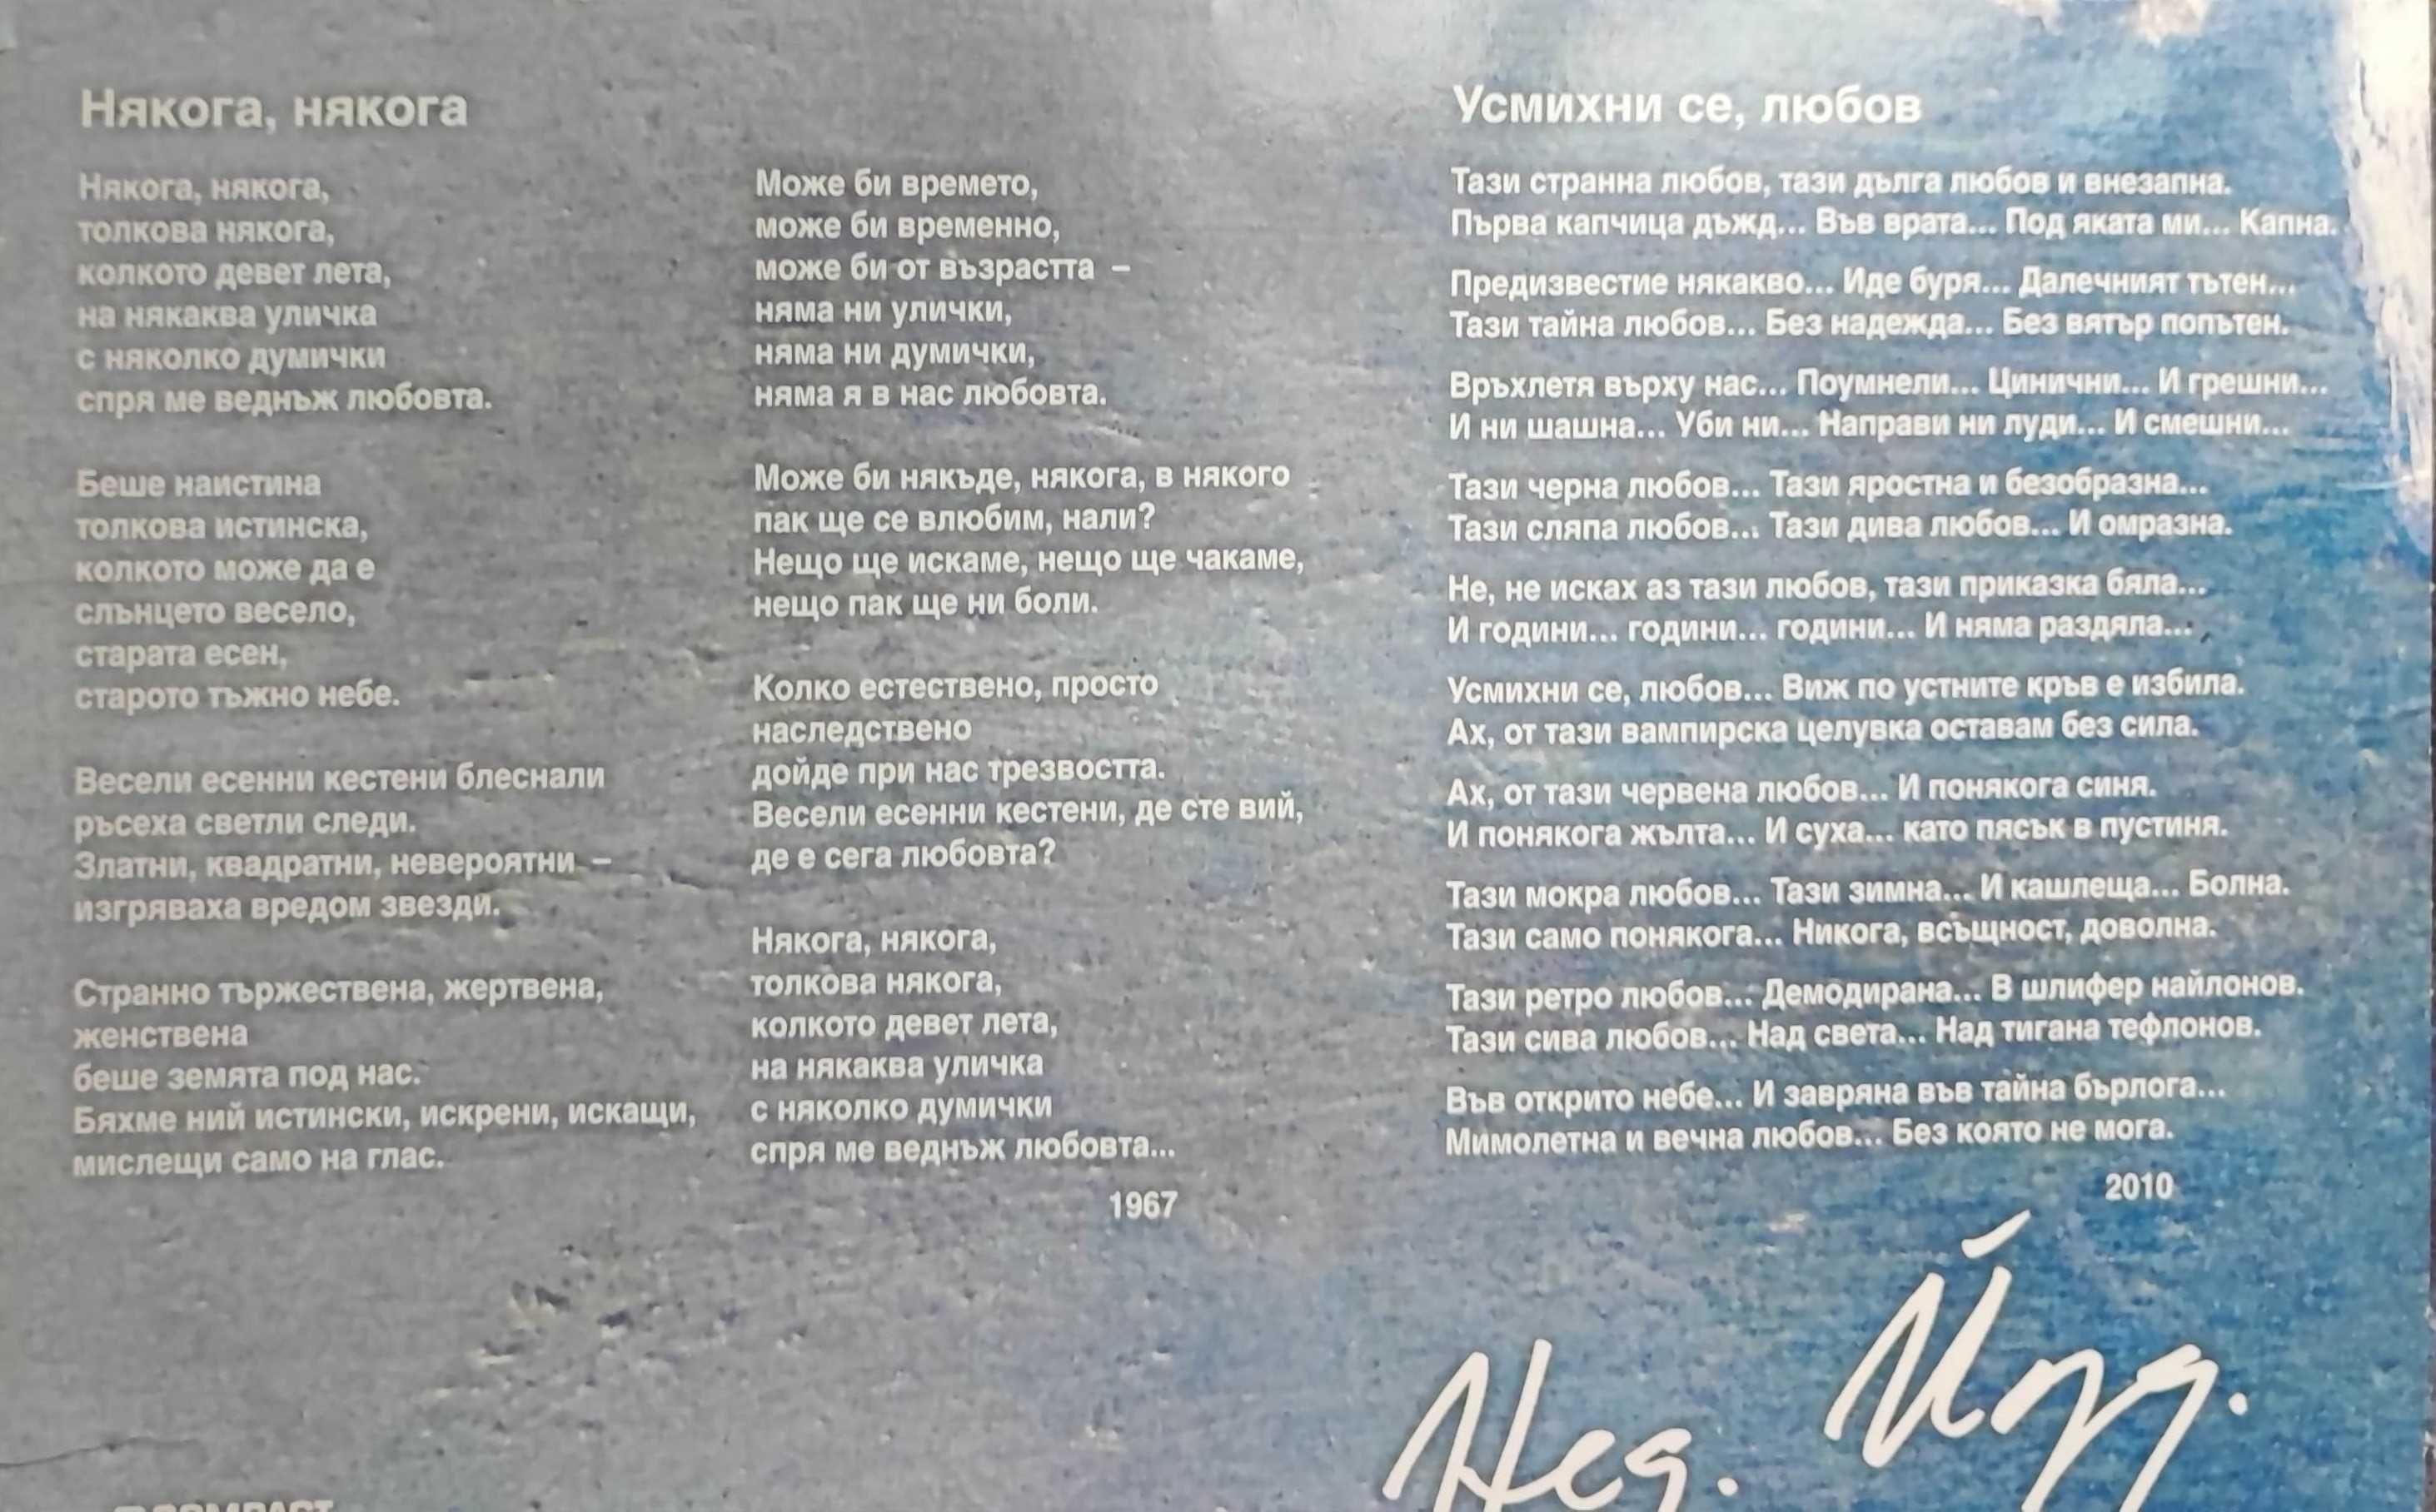 Някога, някога
Някога, някога,
толкова някога,
колкото девет лета,
на някаква уличка
с няколко думички
спря ме веднъж любовта.
Беше наистина
толкова истинска,
колкото може да е
слънцето весело,
старата есен,
старото тъжно небе.
Весели есенни кестени блеснали
ръсеха светли следи.
Златни, квадратни, невероятни –
изгряваха вредом звезди.
Странно тържествена, жертвена,
женствена
беше земята под нас.
Бяхме ний истински, искрени, искащи,
мислещи само на глас.
Може би времето,
може би временно,
може би от възрастта –
няма ни улички,
няма ни думички,
няма я в нас любовта.
Може би някъде, някога, в някого
пак ще се влюбим, нали?
Нещо ще искаме, нещо ще чакаме,
нещо пак ще ни боли.
Колко естествено, просто
наследствено
дойде при нас трезвостта.
Весели есенни кестени, де сте вий,
де е сега любовта?
Някога, някога,
толкова някога,
колкото девет лета,
на някаква уличка
с няколко думички
спря ме веднъж любовта...
1967
Усмихни се, любов
Тази странна любов, тази дълга любов и внезапна.
Първа капчица дъжд... Във врата... Под яката ми... Капна.
Предизвестие някакво... Иде буря... Далечният тътен...
Тази тайна любов... Без надежда... Без вятър попътен.
Връхлетя върху нас... Поумнели... Цинични... И грешни...
И ни шашна... Уби ни... Направи ни луди... И смешни...
Тази черна любов... Тази яростна и безобразна...
Тази сляпа любов... Тази дива любов... И омразна.
Не, не исках аз тази любов, тази приказка бяла...
И години... години... години... И няма раздяла...
Усмихни се, любов... Виж по устните кръв е избила.
Ах, от тази вампирска целувка оставам без сила.
Ах, от тази червена любов... И понякога синя.
И понякога жълта... И суха... като пясък в пустиня.
Тази мокра любов... Тази зимна... И кашлеща... Болна.
Тази само понякога... Никога, всъщност, доволна.
Тази ретро любов... Демодирана... В шлифер найлонов.
Тази сива любов... Над света... Над тигана тефлонов.
Във открито небе... И завряна във тайна бърлога...
Мимолетна и вечна любов... Без която не мога.
2010
Нед. Йорд.